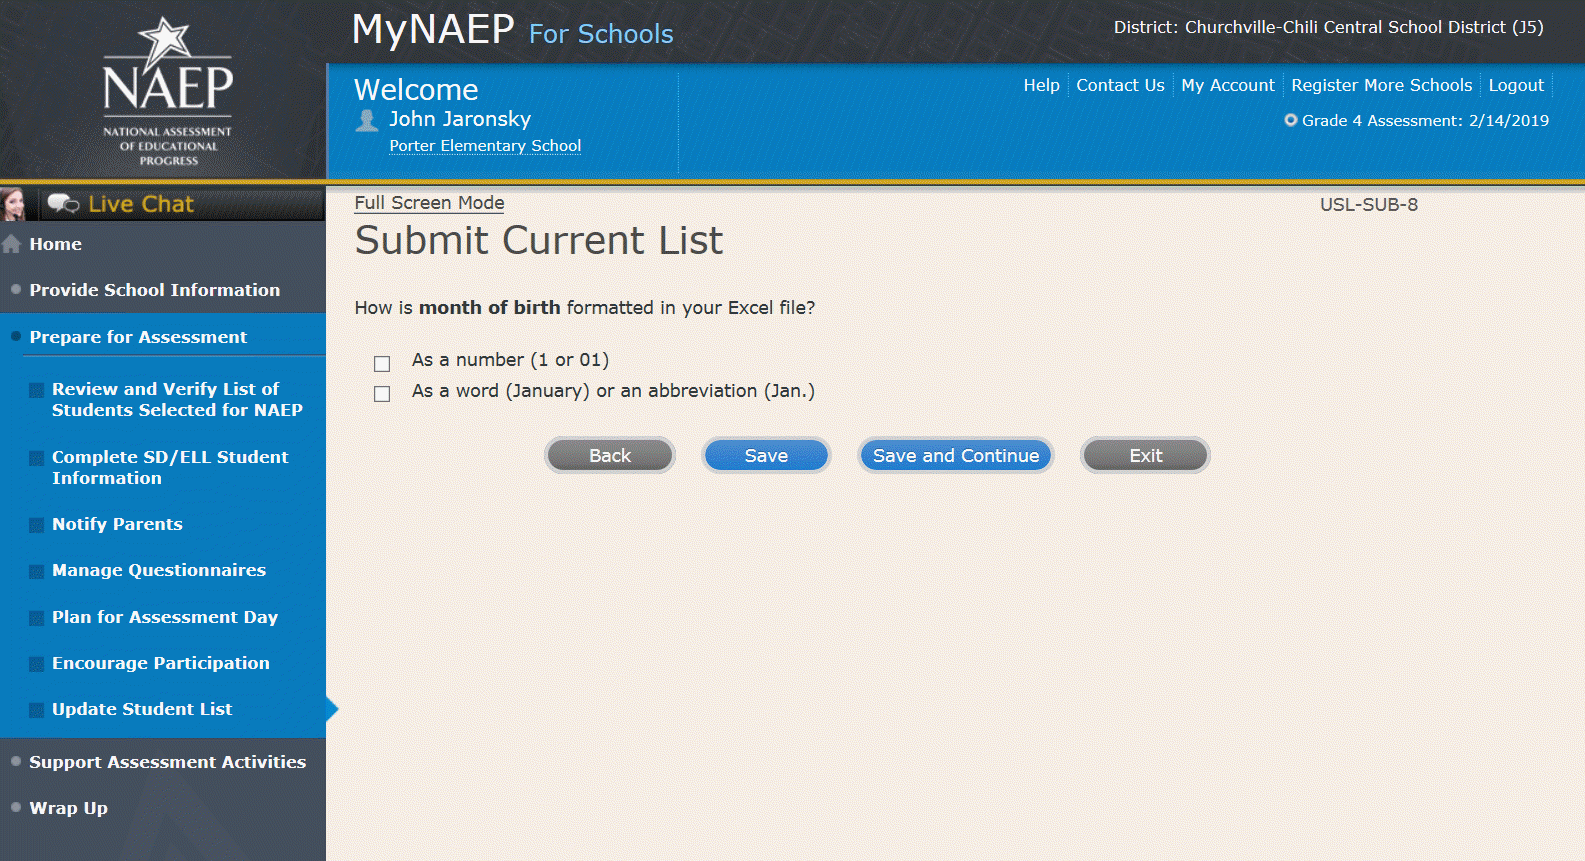 NAEP
NATIONAL ASSESSMENT
OF EDUCATIONAL
PROGRESS
MyNAEP For Schools
District: Churchville-Chili Central School District (J5)
Welcome
John Jaronsky
Porter Elementary School
Help
Contact Us
My Account
Register More Schools
Logout
Grade 4 Assessment: 2/14/2019
Live Chat
Home
Provide School Information
Prepare for Assessment
Review and Verify List of
Students Selected for NAEP
Complete SD/ELL Student
Information
Notify Parents
Manage Questionnaires
Plan for Assessment Day
Encourage Participation
Update Student List
Support Assessment Activities
Wrap Up
Full Screen Mode
USL-SUB-8
Submit Current List
How is month of birth formatted in your Excel file?
As a number (1 or 01)
As a word (January) or an abbreviation (Jan.)
Back
Save
Save and Continue
Exit